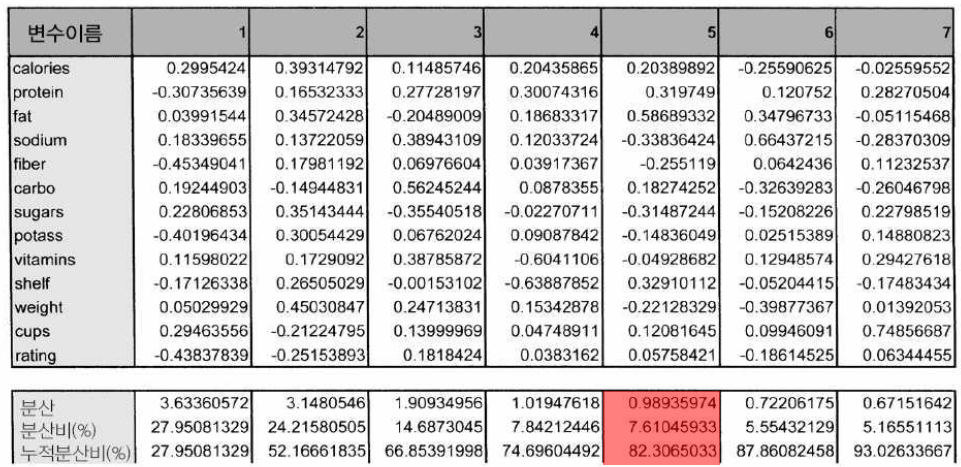 변수이름 1 2 3 4 5 6 7
calories 0.2995424 0.39314792 0.11485746 0.20435865 0.20389892 -0.25590625 -0.02559552
protein -0.30735639 0.16532333 0.27728197 0.30074316 0.319749 0.120752 0.28270504
fat 0.03991544 0.34572428 -0.20489009 0.18683317 0.58689332 0.34796733 -0.05115468
sodium 0.18339655 0.13722059 0.38943109 0.12033724 -0.33836424 0.66437215 -0.28370309
fiber -0.45349041 0.17981192 0.06976604 0.03917367 -0.255119 0.0642436 0.11232537
carbo 0.19244903 -0.14944831 0.56245244 0.0878355 0.18274252 -0.32639283 -0.26046798
sugars 0.22806853 0.35143444 -0.35540518 -0.02270711 -0.31487244 -0.15208226 0.22798519
potass -0.40196434 0.30054429 0.06762024 0.09087842 -0.14836049 0.02515389 0.14880823
vitamins 0.11598022 0.1729092 0.38785872 -0.6041106 -0.04928682 0.12948574 0.29427618
shelf -0.17126338 0.26505029 -0.00153102 -0.63887852 0.32910112 -0.05204415 -0.17483434
weight 0.05029929 0.45030847 0.24713831 0.15342878 -0.22128329 -0.39877367 0.01392053
cups 0.29463556 -0.21224795 0.13999969 0.04748911 0.12081645 0.09946091 0.74856687
rating -0.43837839 -0.25153893 0.1818424 0.0383162 0.05758421 -0.18614525 0.06344455
분산 3.63360572 3.1480546 1.90934956 1.01947618 0.98935974 0.72206175 0.67151642
분산비(%) 27.95081329 24.21580505 14.6873045 7.84212446 7.61045933 5.55432129 5.16551113
누적분산비(%) 27.95081329 52.16661835 66.85391998 74.69604492 82.3065033 87.86082458 93.02633667